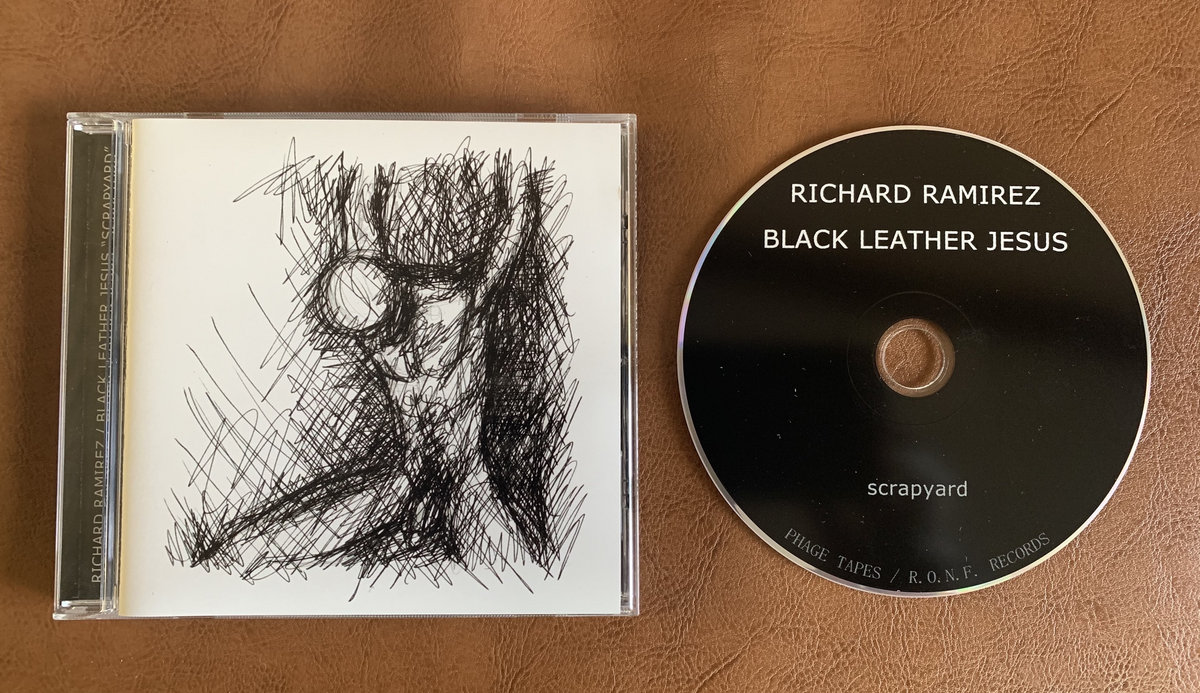 RICHARD RAMIREZ / BLACK LEATHER JESUS "SCRAPYARD"
RICHARD RAMIREZ
BLACK LEATHER JESUS
scrapyard
PHAGE TAPES / R.O.N.F. RECORDS